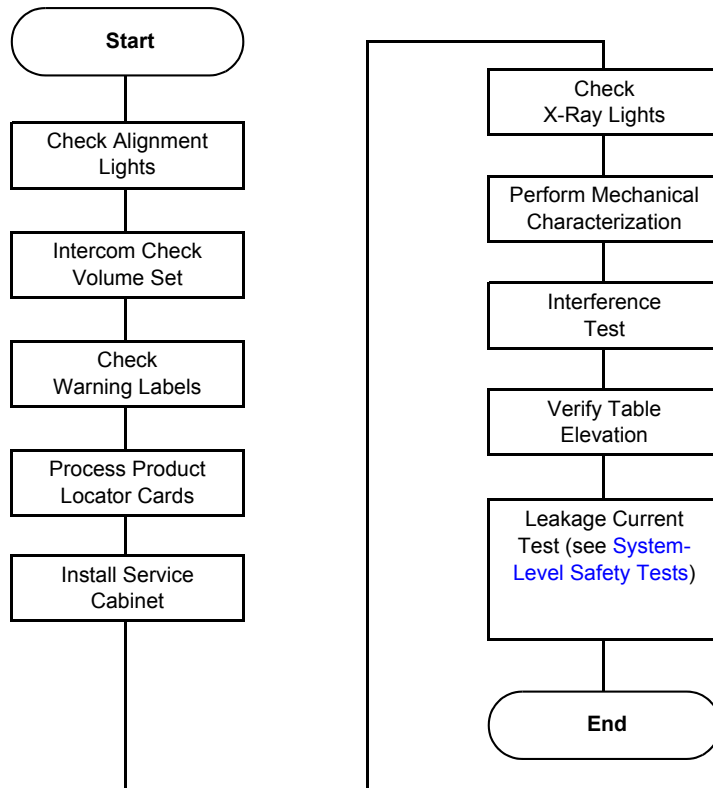 Start
Check Alignment
Lights
Intercom Check
Volume Set
Check
Warning Labels
Process Product
Locator Cards
Install Service
Cabinet
Check
X-Ray Lights
Perform Mechanical
Characterization
Interference
Test
Verify Table
Elevation
Leakage Current
Test (see System-
Level Safety Tests)
End